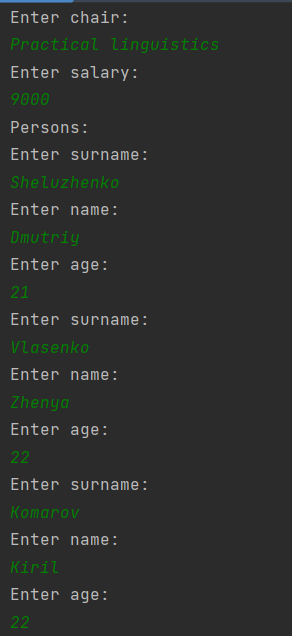 Enter chair:
Practical linguistics
Enter salary:
9000
Persons:
Enter surname:
Sheluzhenko
Enter name:
Dmutriy
Enter age:
21
Enter surname:
Vlasenko
Enter name:
Zhenya
Enter age:
22
Enter surname:
Komarov
Enter name:
Kiril
Enter age:
22